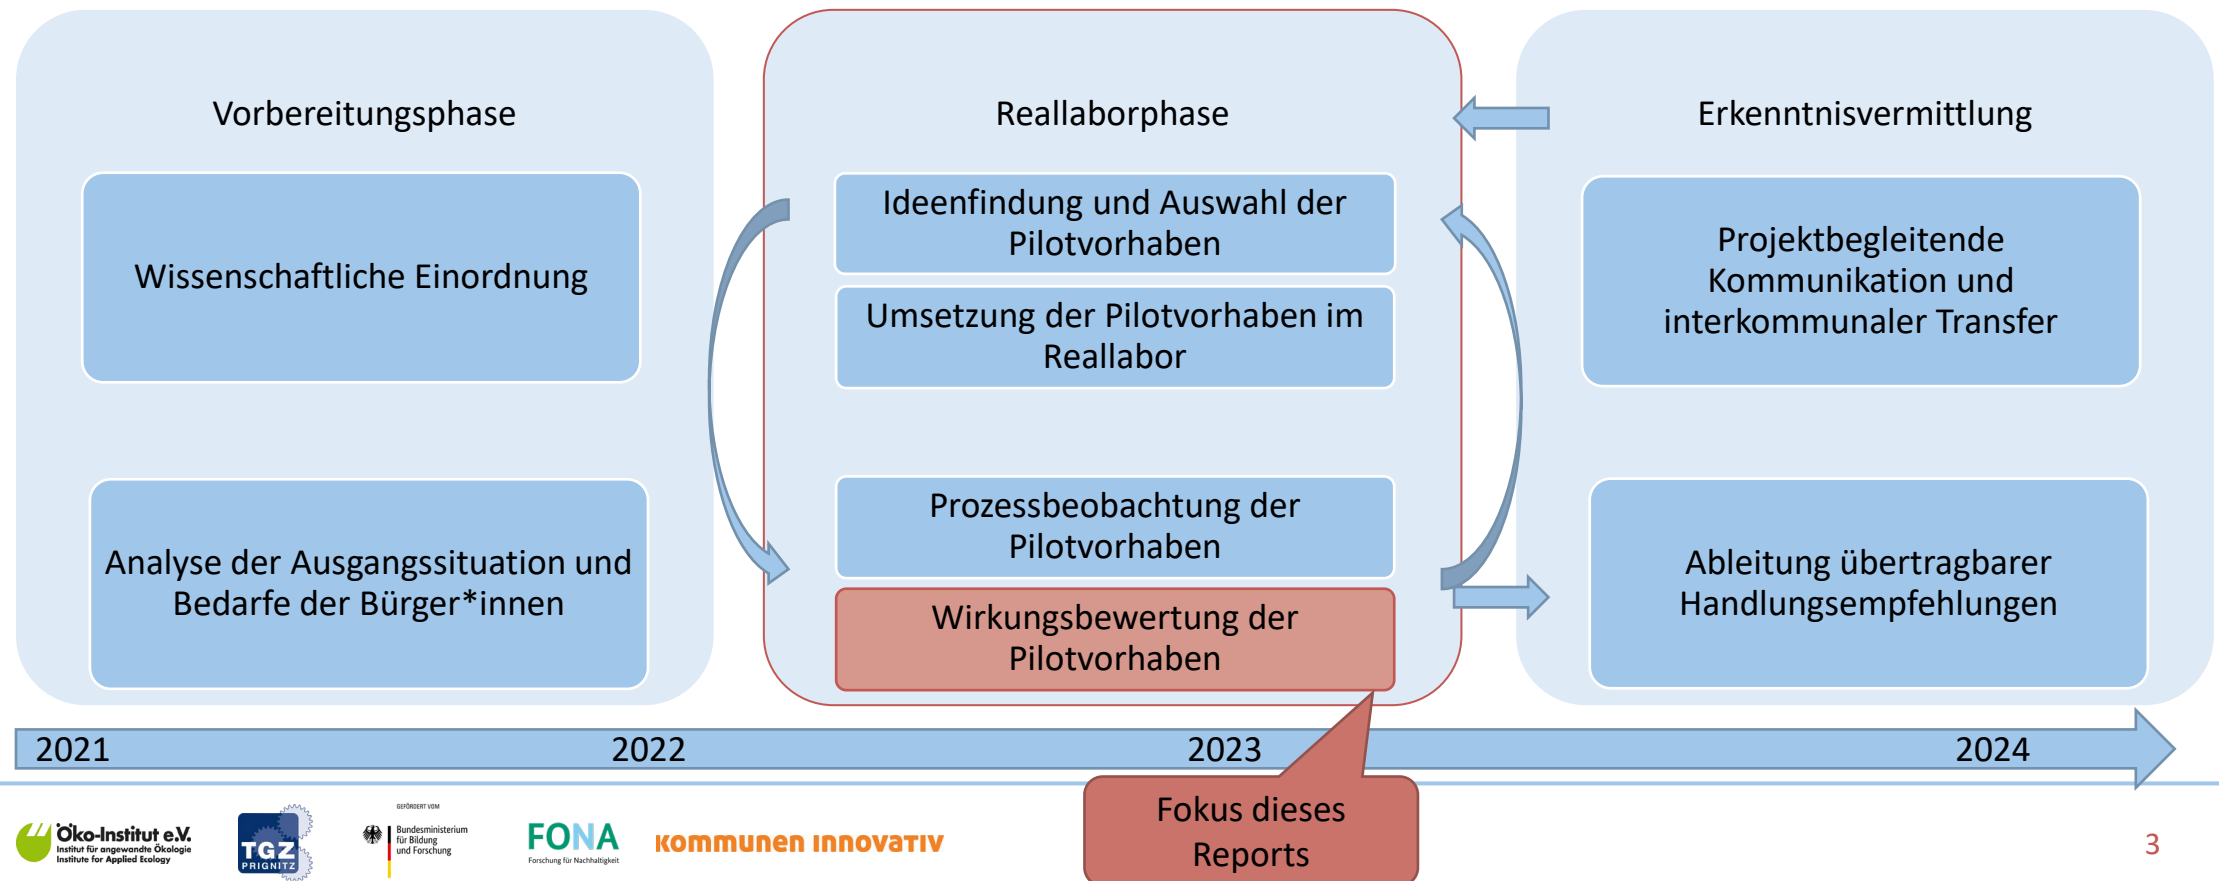 Vorbereitungsphase
Wissenschaftliche Einordnung
Analyse der Ausgangssituation und
Bedarfe der Bürger*innen
Reallaborphase
Ideenfindung und Auswahl der
Pilotvorhaben
Umsetzung der Pilotvorhaben im
Reallabor
Prozessbeobachtung der
Pilotvorhaben
Wirkungsbewertung der
Pilotvorhaben
Erkenntnisvermittlung
Projektbegleitende
Kommunikation und
interkommunaler Transfer
Ableitung übertragbarer
Handlungsempfehlungen
2021
2022
2023
2024
Fokus dieses
Reports
Öko-Institut e.V.
Institut für angewandte Ökologie
Institute for Applied Ecology
TGZ
PRIGNITZ
GEFÖRDERT VOM
Bundesministerium
für Bildung
und Forschung
FONA
Forschung für Nachhaltigkeit
Kommunen Innovativ
3